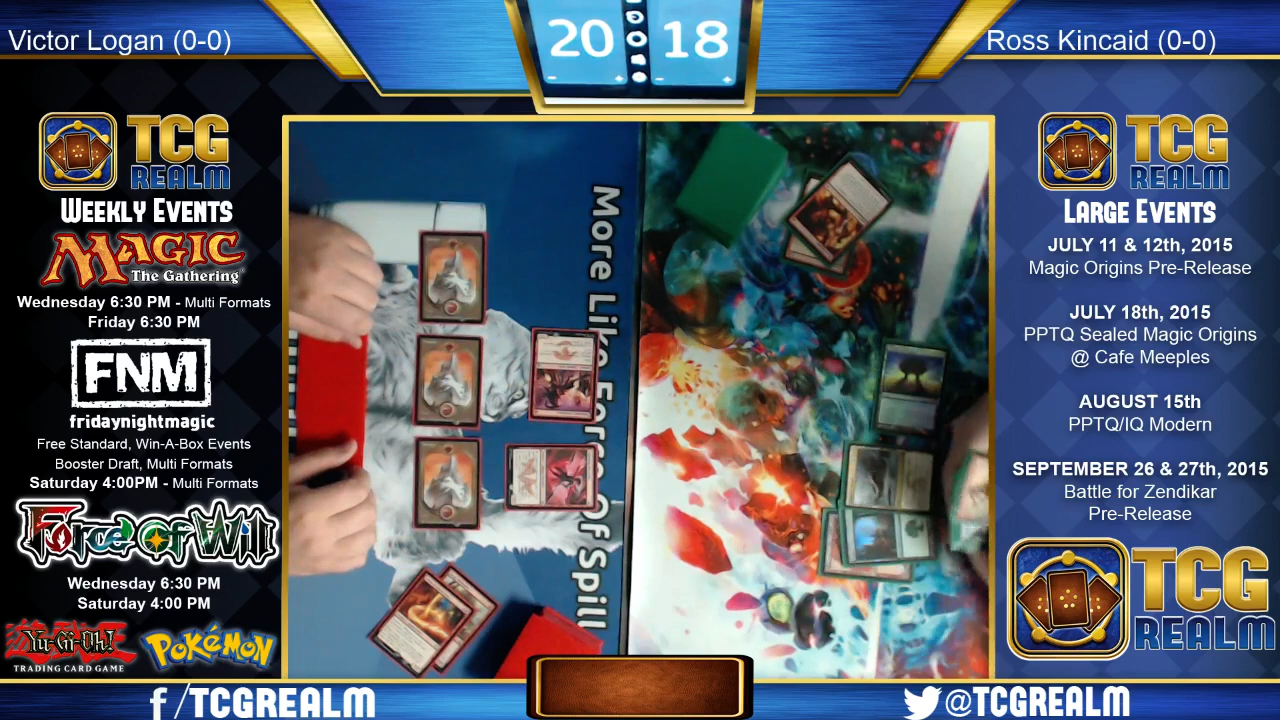 Victor Logan (0-0)
20 18
- + - +
Ross Kincaid (0-0)
TCG
REALM
WEEKLY EVENTS
MAGIC
The Gathering
Wednesday 6:30 PM - Multi Formats
Friday 6:30 PM
FNM
fridaynightmagic
Free Standard, Win-A-Box Events
Booster Draft, Multi Formats
Saturday 4:00PM - Multi Formats
Force of Will
Wednesday 6:30 PM
Saturday 4:00 PM
Yu-Gi-Oh!
TRADING CARD GAME
POKéMON
More Like Force Of Spill
TCG
REALM
LARGE EVENTS
JULY 11 & 12th, 2015
Magic Origins Pre-Release
JULY 18th, 2015
PPTQ Sealed Magic Origins
@ Cafe Meeples
AUGUST 15th
PPTQ/IQ Modern
SEPTEMBER 26 & 27th, 2015
Battle for Zendikar
Pre-Release
TCG
REALM
f /TCGREALM
@TCGREALM